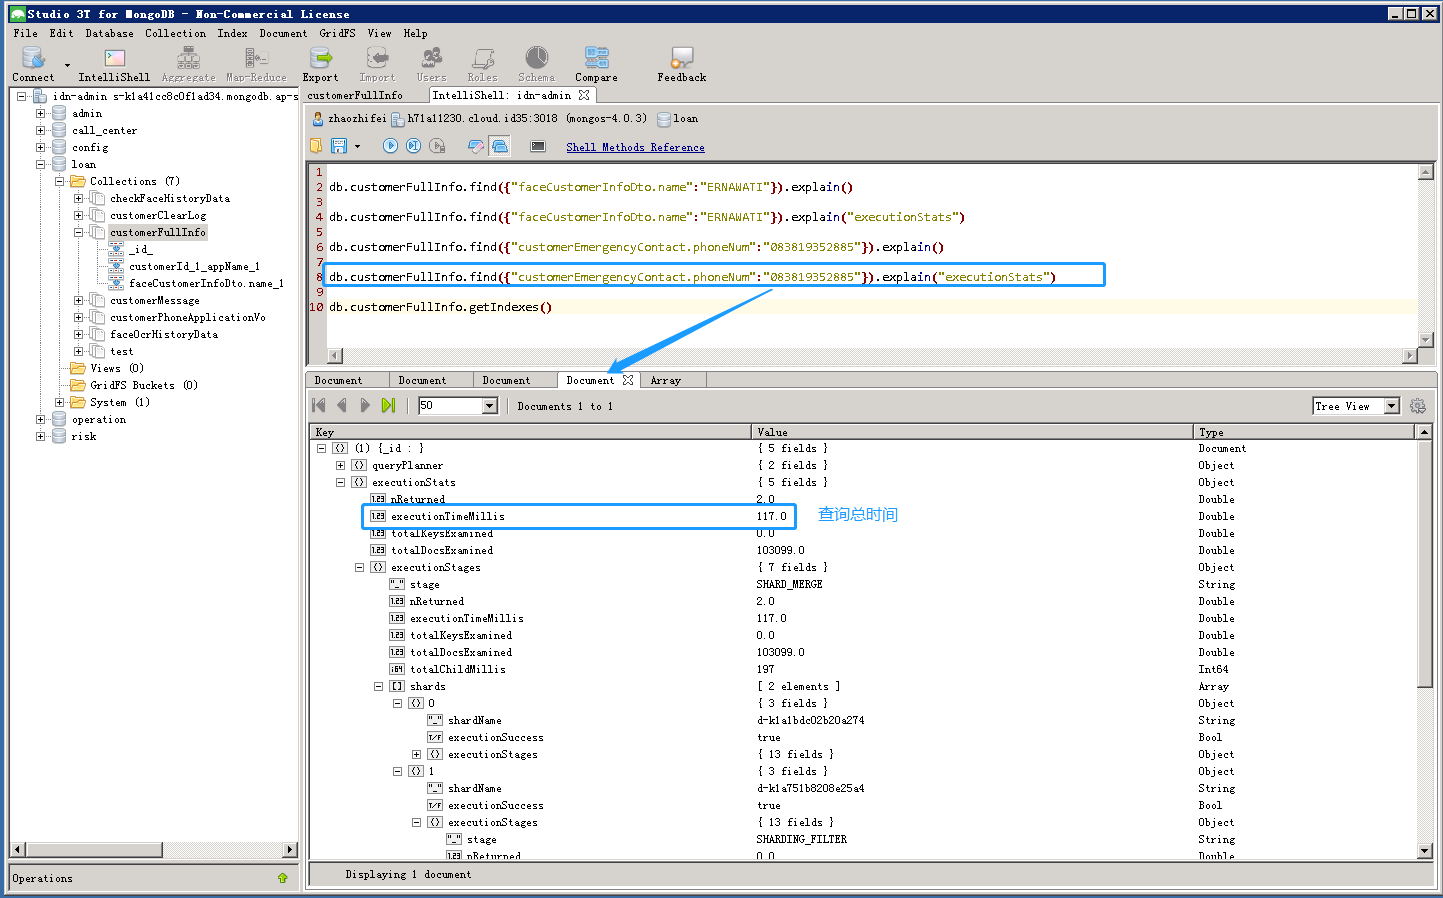 Studio 3T for MongoDB - Non-Commercial License
File Edit Database Collection Index Document GridFS View Help
Connect IntelliShell Aggregate Map-Reduce Export Import Users Roles Schema Compare Feedback
idn-admin s-k1a41cc8c0f1ad34.mongodb.ap-s
admin
call_center
config
loan
Collections (7)
checkFaceHistoryData
customerClearLog
customerFullInfo
_id_
customerId_1_appName_1
faceCustomerInfoDto.name_1
customerMessage
customerPhoneApplicationVo
faceOcrHistoryData
test
Views (0)
GridFS Buckets (0)
System (1)
operation
risk
Operations
customerFullInfo IntelliShell: idn-admin
zhaozhifei h71a11230.cloud.id35:3018 (mongos-4.0.3) loan
Shell Methods Reference
1
2 db.customerFullInfo.find({"faceCustomerInfoDto.name":"ERNAWATI"}).explain()
3
4 db.customerFullInfo.find({"faceCustomerInfoDto.name":"ERNAWATI"}).explain("executionStats")
5
6 db.customerFullInfo.find({"customerEmergencyContact.phoneNum":"083819352885"}).explain()
7
8 db.customerFullInfo.find({"customerEmergencyContact.phoneNum":"083819352885"}).explain("executionStats")
9
10 db.customerFullInfo.getIndexes()
Document Document Document Document Array
50 Documents 1 to 1 Tree View
Key Value Type
(1) {_id : } { 5 fields } Document
queryPlanner { 2 fields } Object
executionStats { 5 fields } Object
nReturned 2.0 Double
executionTimeMillis 117.0 查询总时间 Double
totalKeysExamined 0.0 Double
totalDocsExamined 103099.0 Double
executionStages { 7 fields } Object
stage SHARD_MERGE String
nReturned 2.0 Double
executionTimeMillis 117.0 Double
totalKeysExamined 0.0 Double
totalDocsExamined 103099.0 Double
totalChildMillis 197 Int64
shards [ 2 elements ] Array
0 { 3 fields } Object
shardName d-k1a1bdc02b20a274 String
executionSuccess true Bool
executionStages { 13 fields } Object
1 { 3 fields } Object
shardName d-k1a751b8208e25a4 String
executionSuccess true Bool
executionStages { 13 fields } Object
stage SHARDING_FILTER String
nReturned 0.0 Double
Displaying 1 document